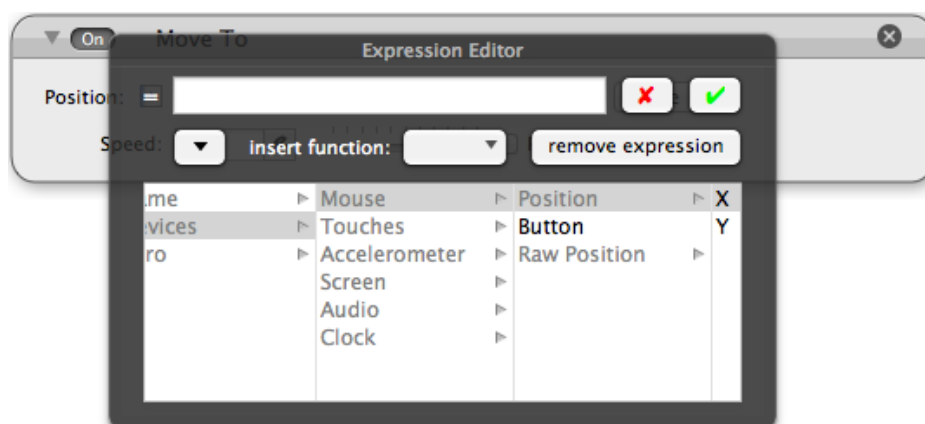 On Move To
Expression Editor
Position: =
Speed:
insert function: remove expression
Mouse Position X
Devices Touches Button Y
Accelerometer Raw Position
Screen
Audio
Clock